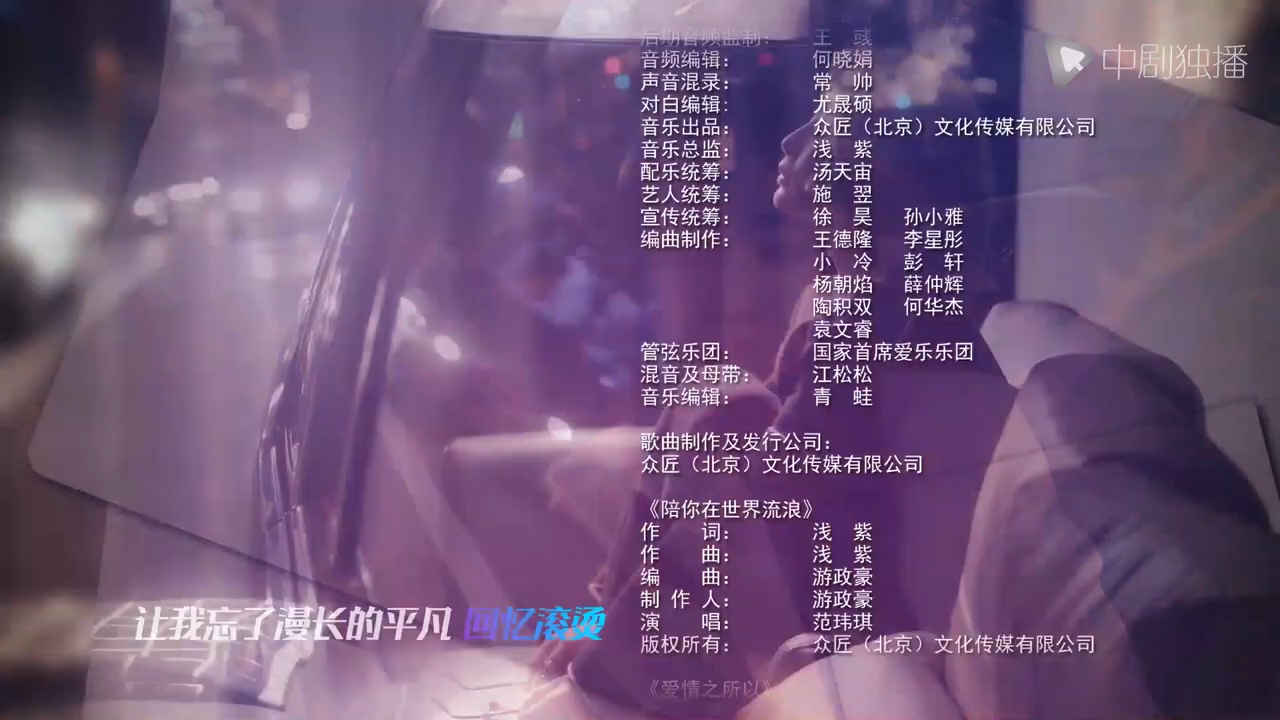 后期音频监制： 王 彧
中剧独播
音频编辑： 何晓娟
声音混录： 常 帅
对白编辑： 尤晟硕
音乐出品： 众匠（北京）文化传媒有限公司
音乐总监： 浅 紫
配乐统筹： 汤天宙
艺人统筹： 施 翌
宣传统筹： 徐 昊 孙小雅
编曲制作： 王德隆 李星彤
小 冷 彭 轩
杨朝焰 薛仲辉
陶积双 何华杰
袁文睿
管弦乐团： 国家首席爱乐乐团
混音及母带： 江松松
音乐编辑： 青 蛙
歌曲制作及发行公司：
众匠（北京）文化传媒有限公司
《陪你在世界流浪》
作 词： 浅 紫
作 曲： 浅 紫
编 曲： 游政豪
制 作 人： 游政豪
演 唱： 范玮琪
版权所有： 众匠（北京）文化传媒有限公司
让我忘了漫长的平凡 回忆滚烫
《爱情之所以》